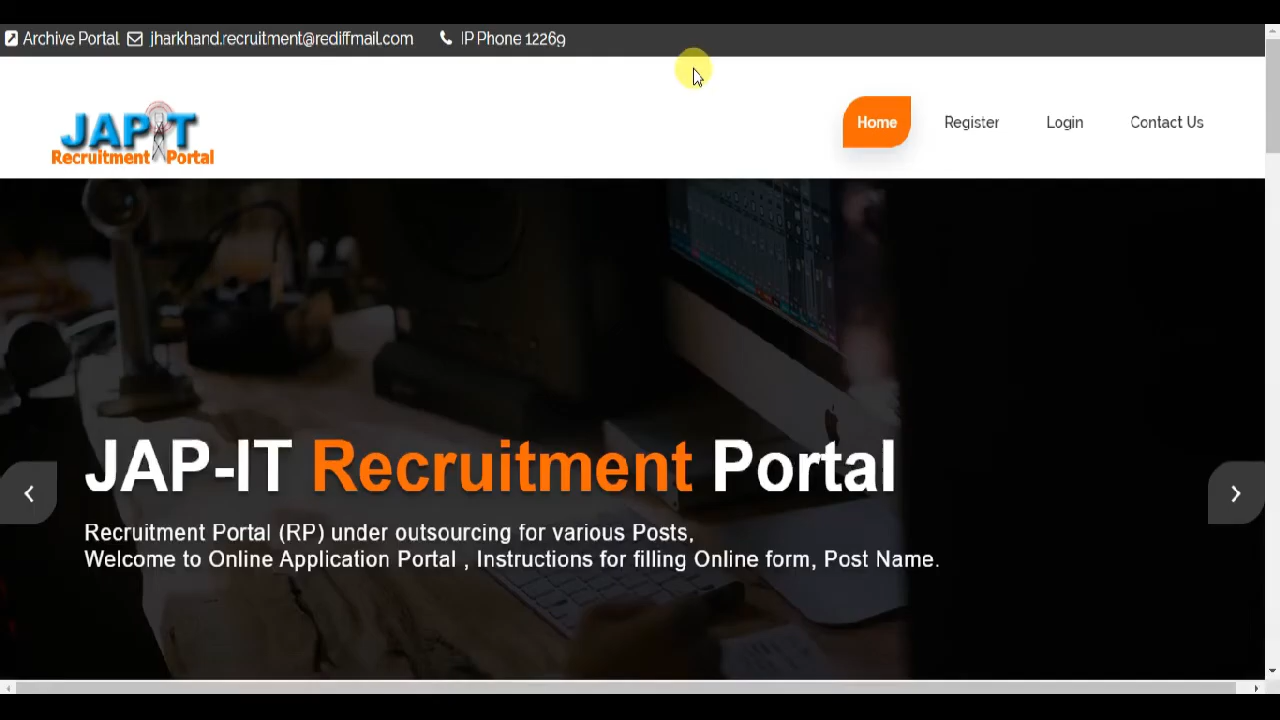 Archive Portal jharkhand.recruitment@rediffmail.com IP Phone 12269
JAP IT
Recruitment Portal
Home Register Login Contact Us
JAP-IT Recruitment Portal
Recruitment Portal (RP) under outsourcing for various Posts,
Welcome to Online Application Portal , Instructions for filling Online form, Post Name.